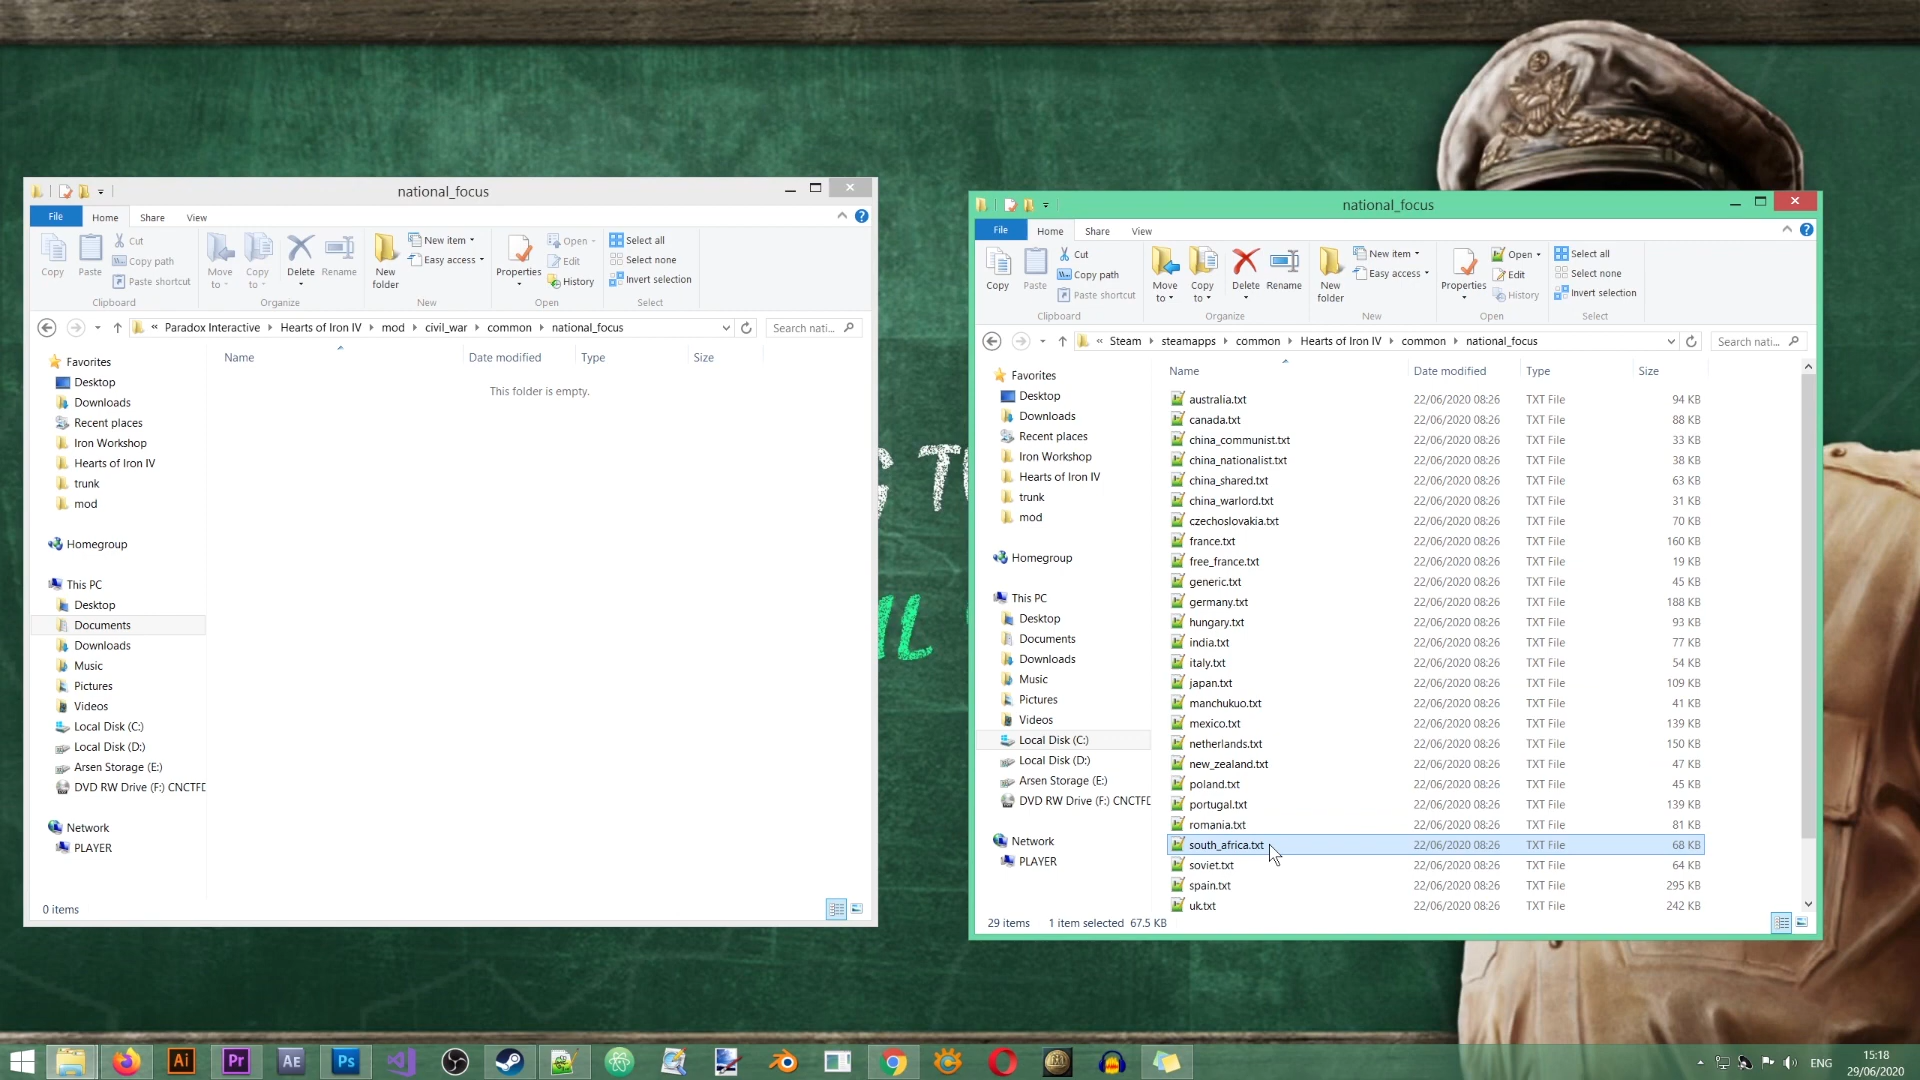 national_focus
File Home Share View
Copy
Paste
Cut
Copy path
Paste shortcut
Clipboard
Move to
Copy to
Delete
Rename
Organize
New folder
New item
Easy access
New
Properties
Open
Edit
History
Open
Select all
Select none
Invert selection
Select
« Paradox Interactive Hearts of Iron IV mod civil_war common national_focus
Search nati...
Name Date modified Type Size
This folder is empty.
Favorites
Desktop
Downloads
Recent places
Iron Workshop
Hearts of Iron IV
trunk
mod
Homegroup
This PC
Desktop
Documents
Downloads
Music
Pictures
Videos
Local Disk (C:)
Local Disk (D:)
Arsen Storage (E:)
DVD RW Drive (F:) CNCTFD
Network
PLAYER
0 items
national_focus
File Home Share View
Copy
Paste
Cut
Copy path
Paste shortcut
Clipboard
Move to
Copy to
Delete
Rename
Organize
New folder
New item
Easy access
New
Properties
Open
Edit
History
Open
Select all
Select none
Invert selection
Select
« Steam steamapps common Hearts of Iron IV common national_focus
Search nati...
Favorites
Desktop
Downloads
Recent places
Iron Workshop
Hearts of Iron IV
trunk
mod
Homegroup
This PC
Desktop
Documents
Downloads
Music
Pictures
Videos
Local Disk (C:)
Local Disk (D:)
Arsen Storage (E:)
DVD RW Drive (F:) CNCTFD
Network
PLAYER
Name Date modified Type Size
australia.txt 22/06/2020 08:26 TXT File 94 KB
canada.txt 22/06/2020 08:26 TXT File 88 KB
china_communist.txt 22/06/2020 08:26 TXT File 33 KB
china_nationalist.txt 22/06/2020 08:26 TXT File 38 KB
china_shared.txt 22/06/2020 08:26 TXT File 63 KB
china_warlord.txt 22/06/2020 08:26 TXT File 31 KB
czechoslovakia.txt 22/06/2020 08:26 TXT File 70 KB
france.txt 22/06/2020 08:26 TXT File 160 KB
free_france.txt 22/06/2020 08:26 TXT File 19 KB
generic.txt 22/06/2020 08:26 TXT File 45 KB
germany.txt 22/06/2020 08:26 TXT File 188 KB
hungary.txt 22/06/2020 08:26 TXT File 93 KB
india.txt 22/06/2020 08:26 TXT File 77 KB
italy.txt 22/06/2020 08:26 TXT File 54 KB
japan.txt 22/06/2020 08:26 TXT File 109 KB
manchukuo.txt 22/06/2020 08:26 TXT File 41 KB
mexico.txt 22/06/2020 08:26 TXT File 139 KB
netherlands.txt 22/06/2020 08:26 TXT File 150 KB
new_zealand.txt 22/06/2020 08:26 TXT File 47 KB
poland.txt 22/06/2020 08:26 TXT File 45 KB
portugal.txt 22/06/2020 08:26 TXT File 139 KB
romania.txt 22/06/2020 08:26 TXT File 81 KB
south_africa.txt 22/06/2020 08:26 TXT File 68 KB
soviet.txt 22/06/2020 08:26 TXT File 64 KB
spain.txt 22/06/2020 08:26 TXT File 295 KB
uk.txt 22/06/2020 08:26 TXT File 242 KB
29 items 1 item selected 67.5 KB
Ai Pr AE Ps
ENG
15:18
29/06/2020